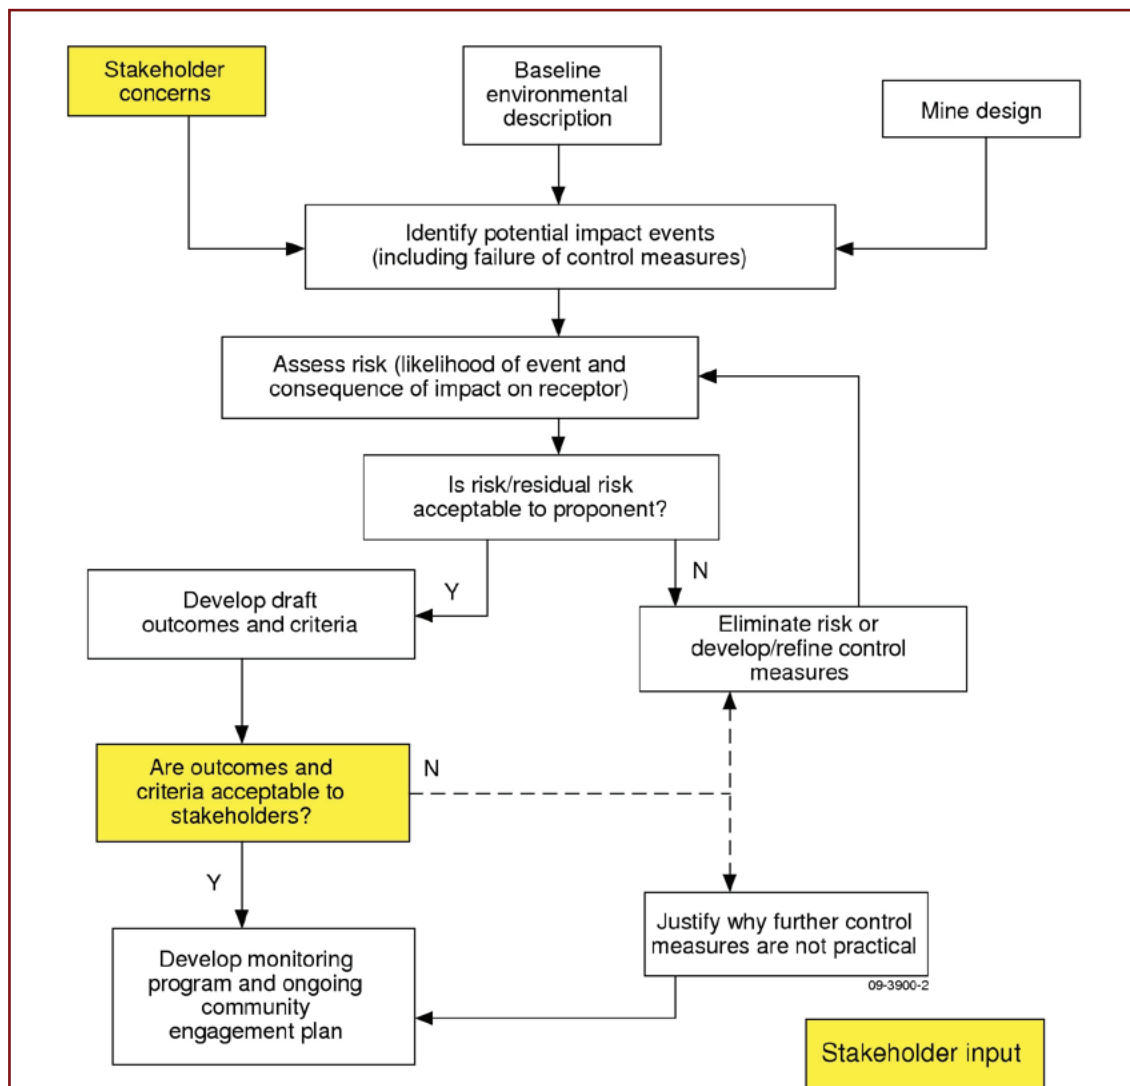 Stakeholder
concerns
Baseline
environmental
description
Mine design
Identify potential impact events
(including failure of control measures)
Assess risk (likelihood of event and
consequence of impact on receptor)
Is risk/residual risk
acceptable to proponent?
Y
N
Develop draft
outcomes and criteria
Eliminate risk or
develop/refine control
measures
Are outcomes and
criteria acceptable to
stakeholders?
N
Y
Justify why further control
measures are not practical
09-3900-2
Develop monitoring
program and ongoing
community
engagement plan
Stakeholder input